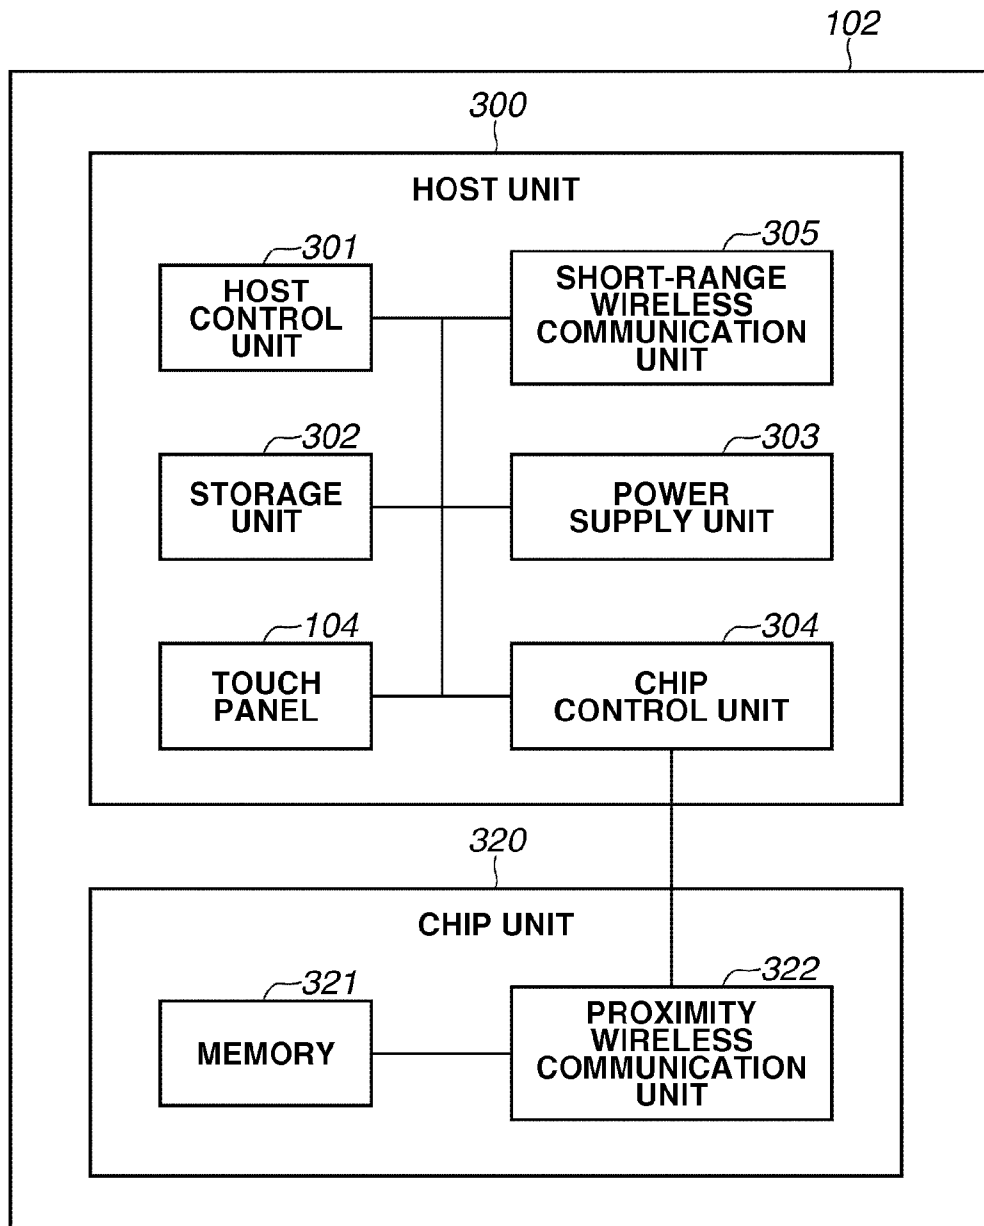 102
300
HOST UNIT
301
HOST
CONTROL
UNIT
305
SHORT-RANGE
WIRELESS
COMMUNICATION
UNIT
302
STORAGE
UNIT
303
POWER
SUPPLY UNIT
104
TOUCH
PANEL
304
CHIP
CONTROL UNIT
320
CHIP UNIT
321
MEMORY
322
PROXIMITY
WIRELESS
COMMUNICATION
UNIT